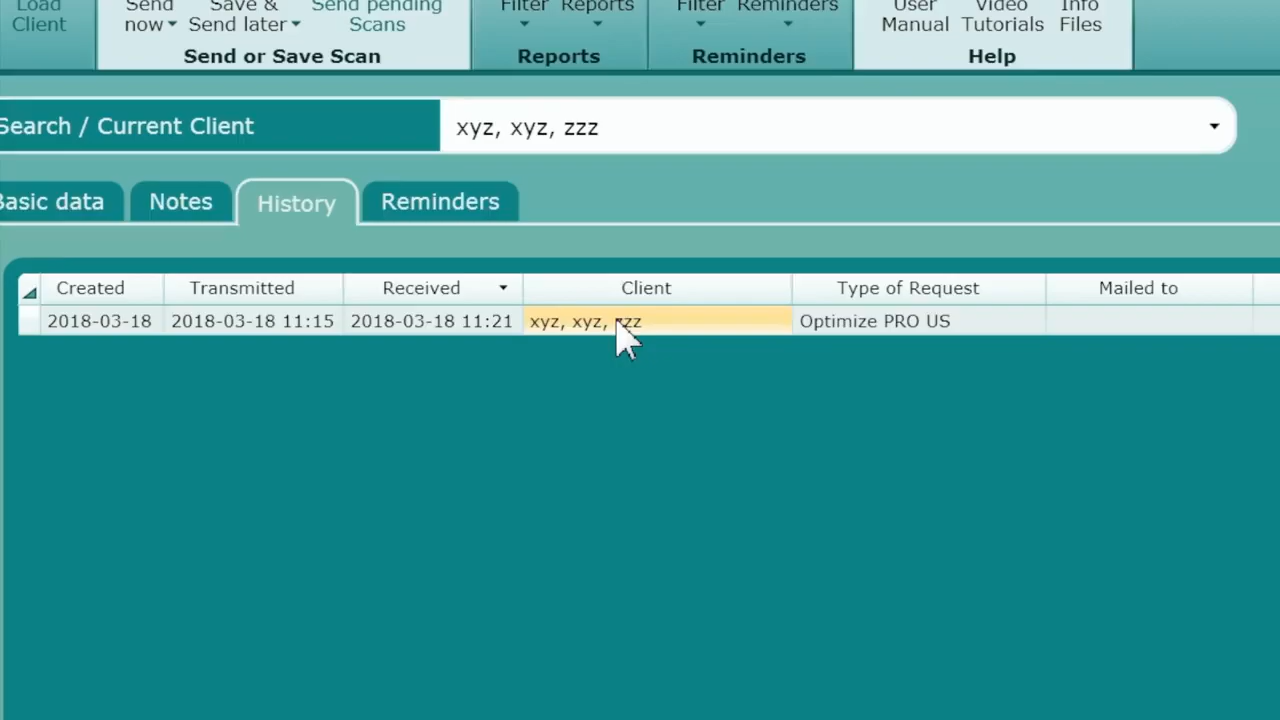 Load Send Save & Send pending Filter Reports Filter Reminders User Video Info
Client now Send later Scans Manual Tutorials Files
Send or Save Scan Reports Reminders Help
Search / Current Client xyz, xyz, zzz
Basic data Notes History Reminders
Created Transmitted Received Client Type of Request Mailed to
2018-03-18 2018-03-18 11:15 2018-03-18 11:21 xyz, xyz, zzz Optimize PRO US